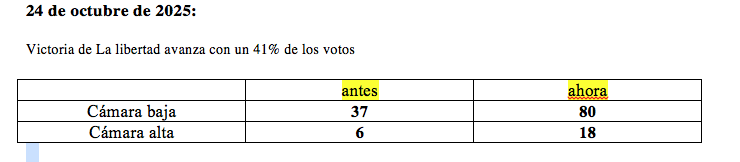 24 de octubre de 2025:
Victoria de La libertad avanza con un 41% de los votos
antes ahora
Cámara baja 37 80
Cámara alta 6 18